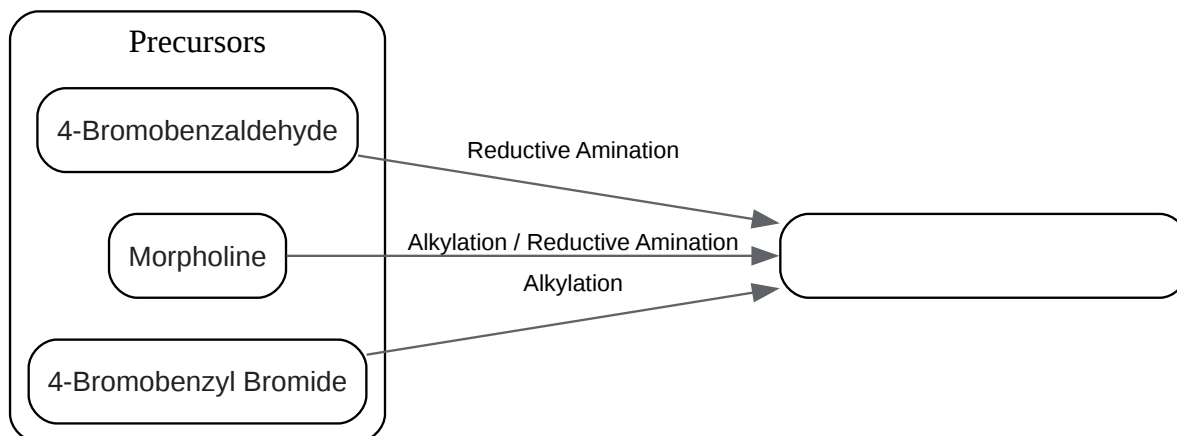 Precursors
4-Bromobenzaldehyde
Reductive Amination
Morpholine
Alkylation / Reductive Amination
Alkylation
4-Bromobenzyl Bromide